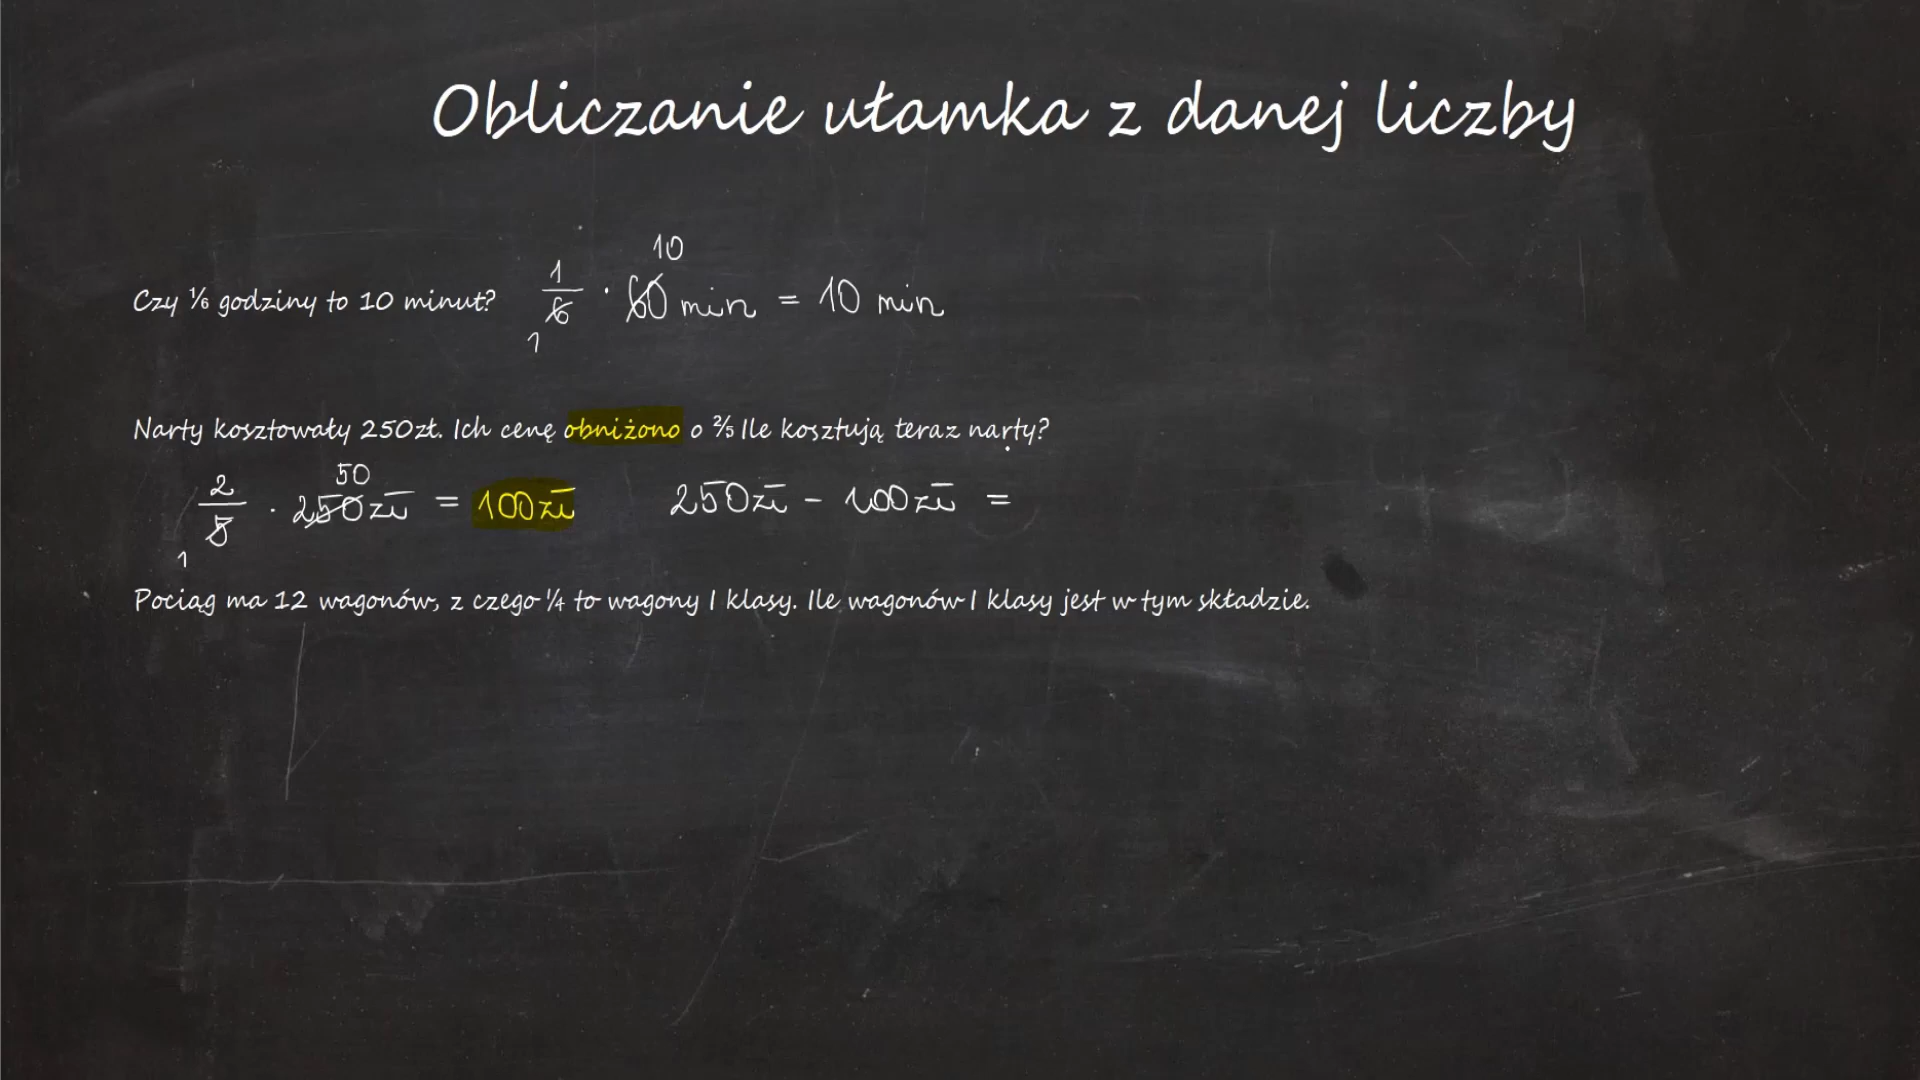 Obliczanie ułamka z danej liczby
Czy ⅙ godziny to 10 minut? 1/6 · 60 min = 10 min
10
1
Narty kosztowały 250zł. Ich cenę obniżono o ⅖ Ile kosztują teraz narty?
50
2/5 · 250zł = 100zł 250zł - 100zł =
1
Pociąg ma 12 wagonów, z czego ¼ to wagony I klasy. Ile wagonów I klasy jest w tym składzie.